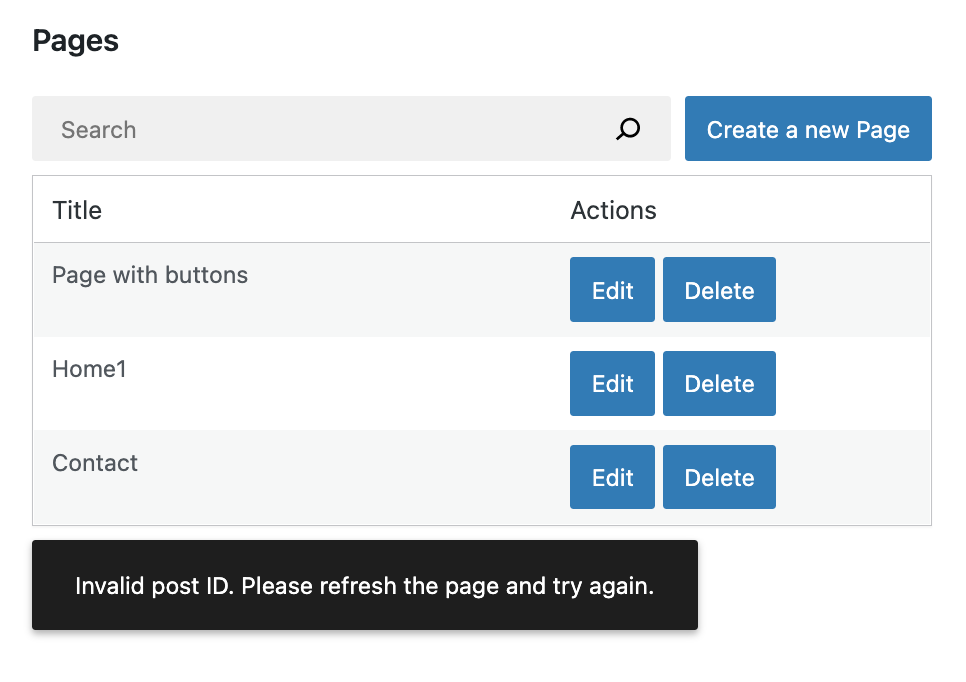 Pages
Search
Create a new Page
Title Actions
Page with buttons Edit Delete
Home1 Edit Delete
Contact Edit Delete
Invalid post ID. Please refresh the page and try again.